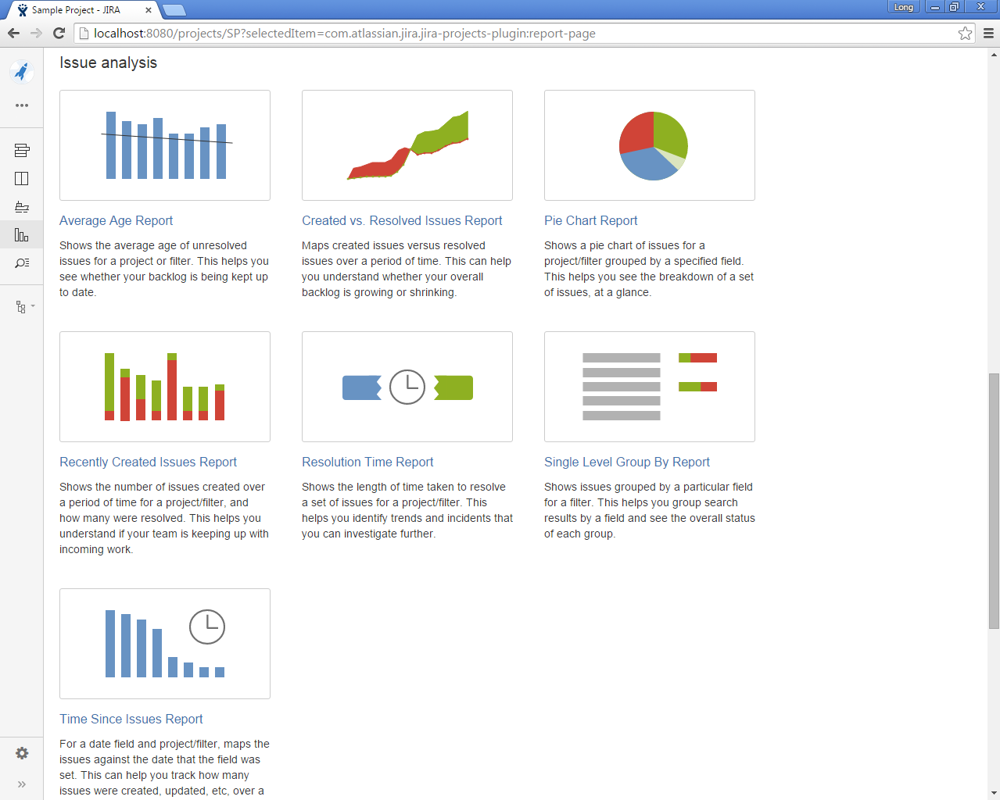 Sample Project - JIRA
Long
localhost:8080/projects/SP?selectedItem=com.atlassian.jira.jira-projects-plugin:report-page
Issue analysis
Average Age Report
Shows the average age of unresolved
issues for a project or filter. This helps you
see whether your backlog is being kept up
to date.
Created vs. Resolved Issues Report
Maps created issues versus resolved
issues over a period of time. This can help
you understand whether your overall
backlog is growing or shrinking.
Pie Chart Report
Shows a pie chart of issues for a
project/filter grouped by a specified field.
This helps you see the breakdown of a set
of issues, at a glance.
Recently Created Issues Report
Shows the number of issues created over
a period of time for a project/filter, and
how many were resolved. This helps you
understand if your team is keeping up with
incoming work.
Resolution Time Report
Shows the length of time taken to resolve
a set of issues for a project/filter. This
helps you identify trends and incidents that
you can investigate further.
Single Level Group By Report
Shows issues grouped by a particular field
for a filter. This helps you group search
results by a field and see the overall status
of each group.
Time Since Issues Report
For a date field and project/filter, maps the
issues against the date that the field was
set. This can help you track how many
issues were created, updated, etc, over a